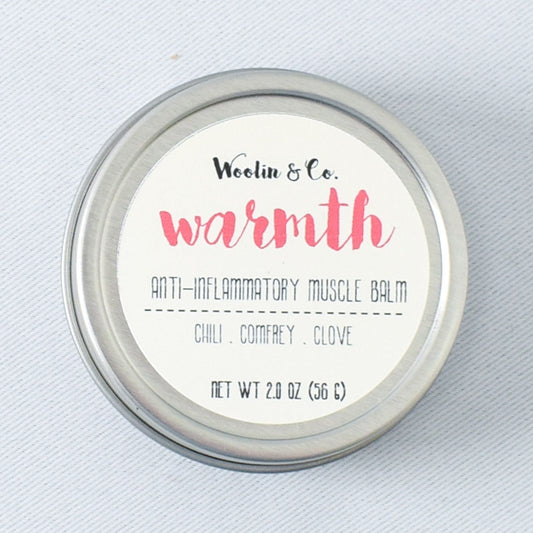 Woolin & Co.
warmth
ANTI-INFLAMMATORY MUSCLE BALM
CHILI . COMFREY . CLOVE
NET WT 2.0 OZ (56 G)